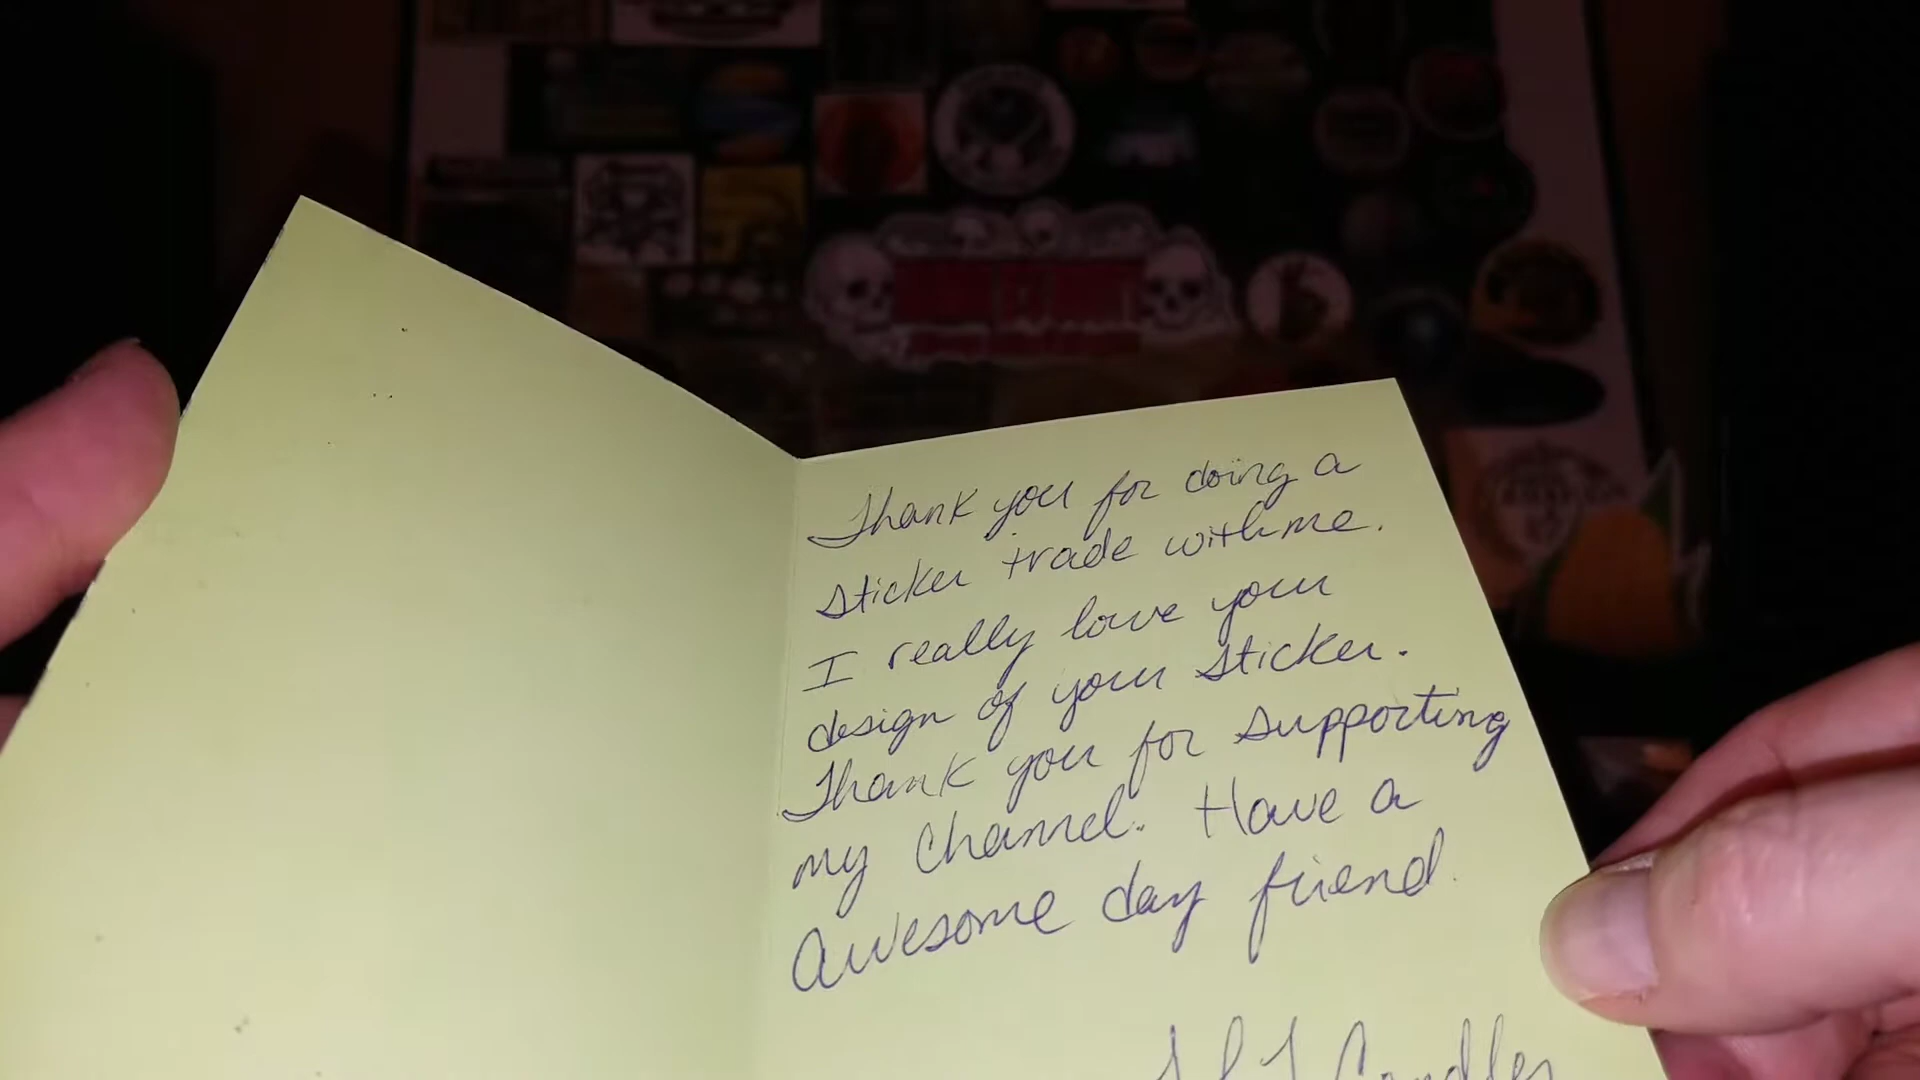 Thank you for doing a
sticker trade with me.
I really love your
design of your sticker.
Thank you for supporting
my Channel. Have a
Awesome day friend
Candles